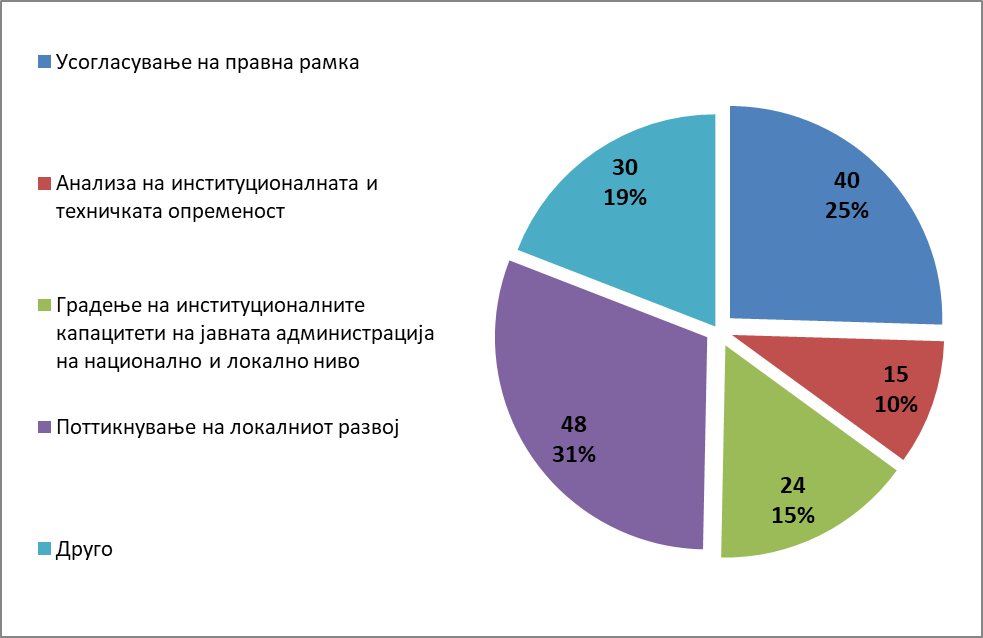 Усогласување на правна рамка
Анализа на институционалната и
техничката опременост
Градење на институционалните
капацитети на јавната администрација
на национално и локално ниво
Поттикнување на локалниот развој
Друго
40
25%
15
10%
24
15%
48
31%
30
19%